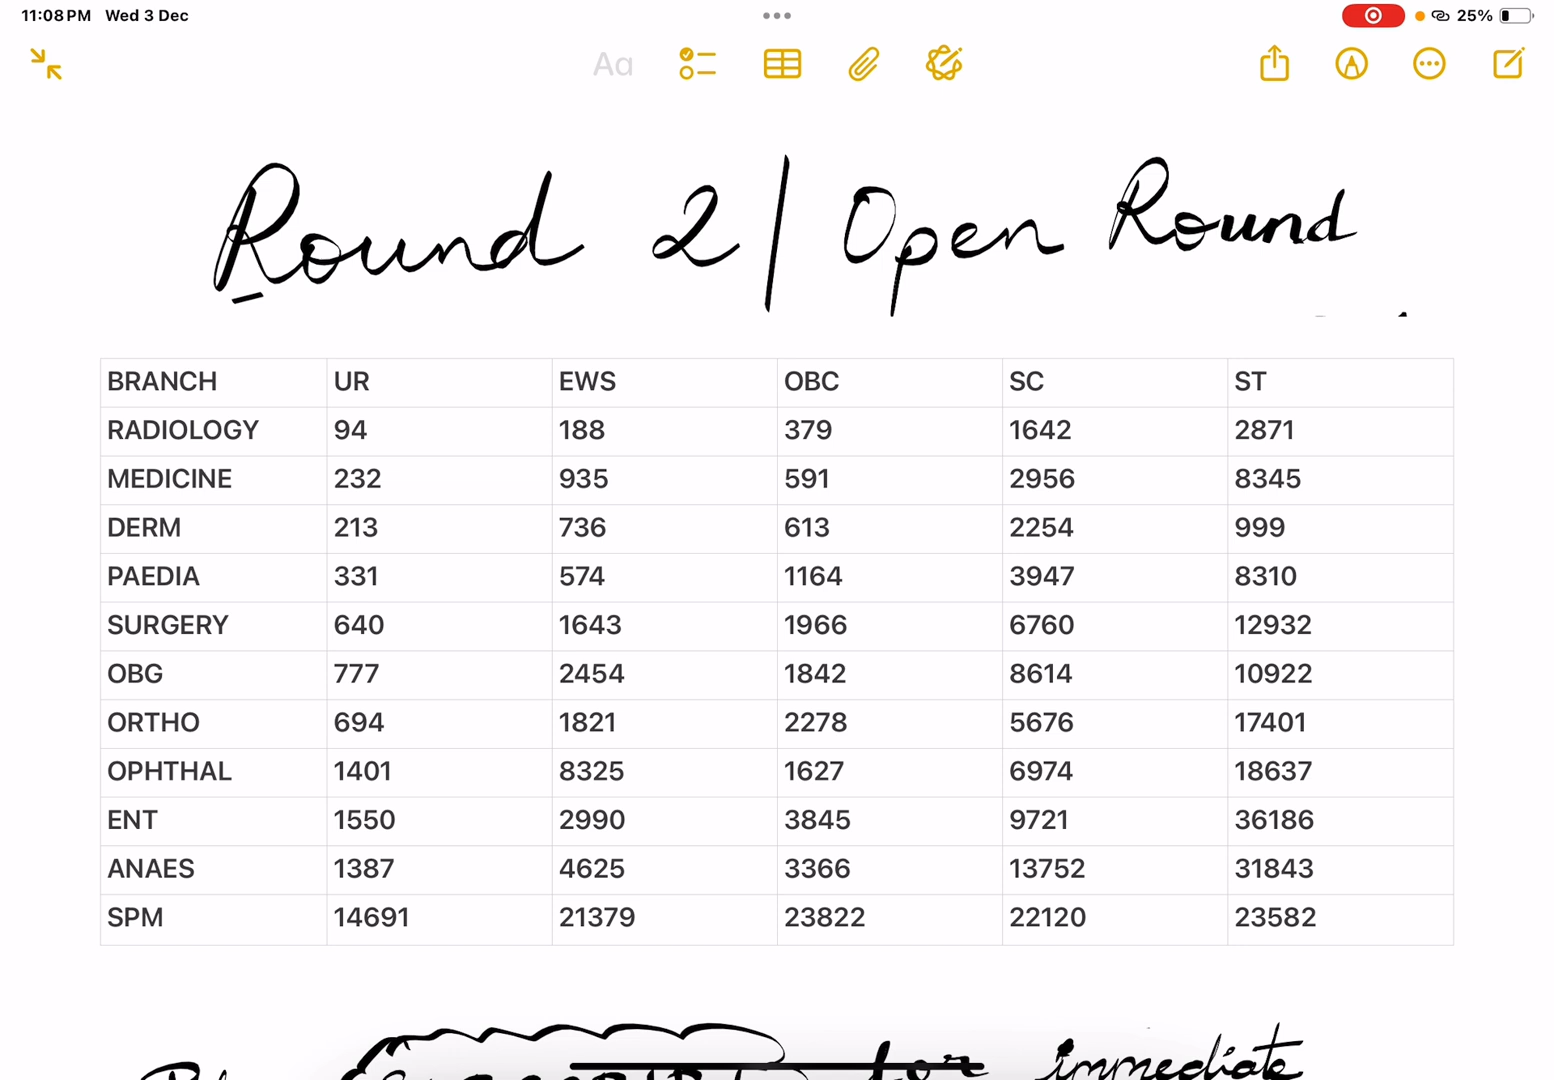 11:08 PM Wed 3 Dec
25%
Aa
Round 2 | Open Round
BRANCH UR EWS OBC SC ST
RADIOLOGY 94 188 379 1642 2871
MEDICINE 232 935 591 2956 8345
DERM 213 736 613 2254 999
PAEDIA 331 574 1164 3947 8310
SURGERY 640 1643 1966 6760 12932
OBG 777 2454 1842 8614 10922
ORTHO 694 1821 2278 5676 17401
OPHTHAL 1401 8325 1627 6974 18637
ENT 1550 2990 3845 9721 36186
ANAES 1387 4625 3366 13752 31843
SPM 14691 21379 23822 22120 23582
for immediate